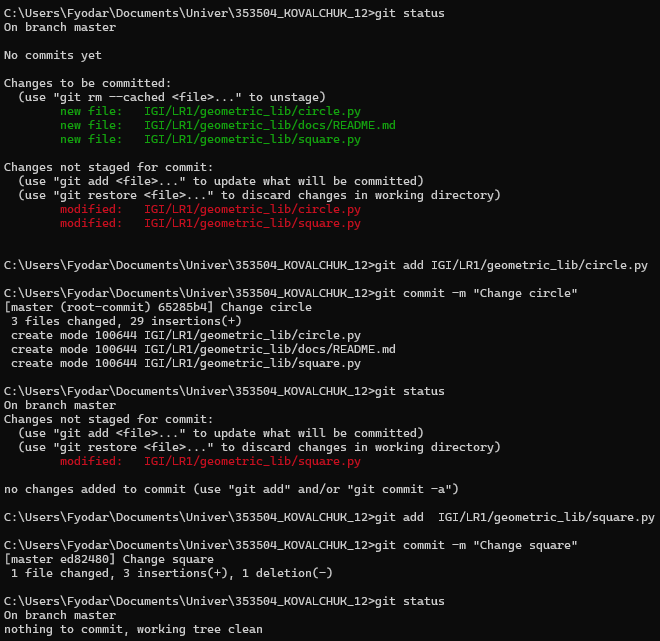 C:\Users\Fyodar\Documents\Univer\353504_KOVALCHUK_12>git status
On branch master
No commits yet
Changes to be committed:
  (use "git rm --cached <file>..." to unstage)
        new file:   IGI/LR1/geometric_lib/circle.py
        new file:   IGI/LR1/geometric_lib/docs/README.md
        new file:   IGI/LR1/geometric_lib/square.py
Changes not staged for commit:
  (use "git add <file>..." to update what will be committed)
  (use "git restore <file>..." to discard changes in working directory)
        modified:   IGI/LR1/geometric_lib/circle.py
        modified:   IGI/LR1/geometric_lib/square.py
C:\Users\Fyodar\Documents\Univer\353504_KOVALCHUK_12>git add IGI/LR1/geometric_lib/circle.py
C:\Users\Fyodar\Documents\Univer\353504_KOVALCHUK_12>git commit -m "Change circle"
[master (root-commit) 65285b4] Change circle
 3 files changed, 29 insertions(+)
 create mode 100644 IGI/LR1/geometric_lib/circle.py
 create mode 100644 IGI/LR1/geometric_lib/docs/README.md
 create mode 100644 IGI/LR1/geometric_lib/square.py
C:\Users\Fyodar\Documents\Univer\353504_KOVALCHUK_12>git status
On branch master
Changes not staged for commit:
  (use "git add <file>..." to update what will be committed)
  (use "git restore <file>..." to discard changes in working directory)
        modified:   IGI/LR1/geometric_lib/square.py
no changes added to commit (use "git add" and/or "git commit -a")
C:\Users\Fyodar\Documents\Univer\353504_KOVALCHUK_12>git add  IGI/LR1/geometric_lib/square.py
C:\Users\Fyodar\Documents\Univer\353504_KOVALCHUK_12>git commit -m "Change square"
[master ed82480] Change square
 1 file changed, 3 insertions(+), 1 deletion(-)
C:\Users\Fyodar\Documents\Univer\353504_KOVALCHUK_12>git status
On branch master
nothing to commit, working tree clean